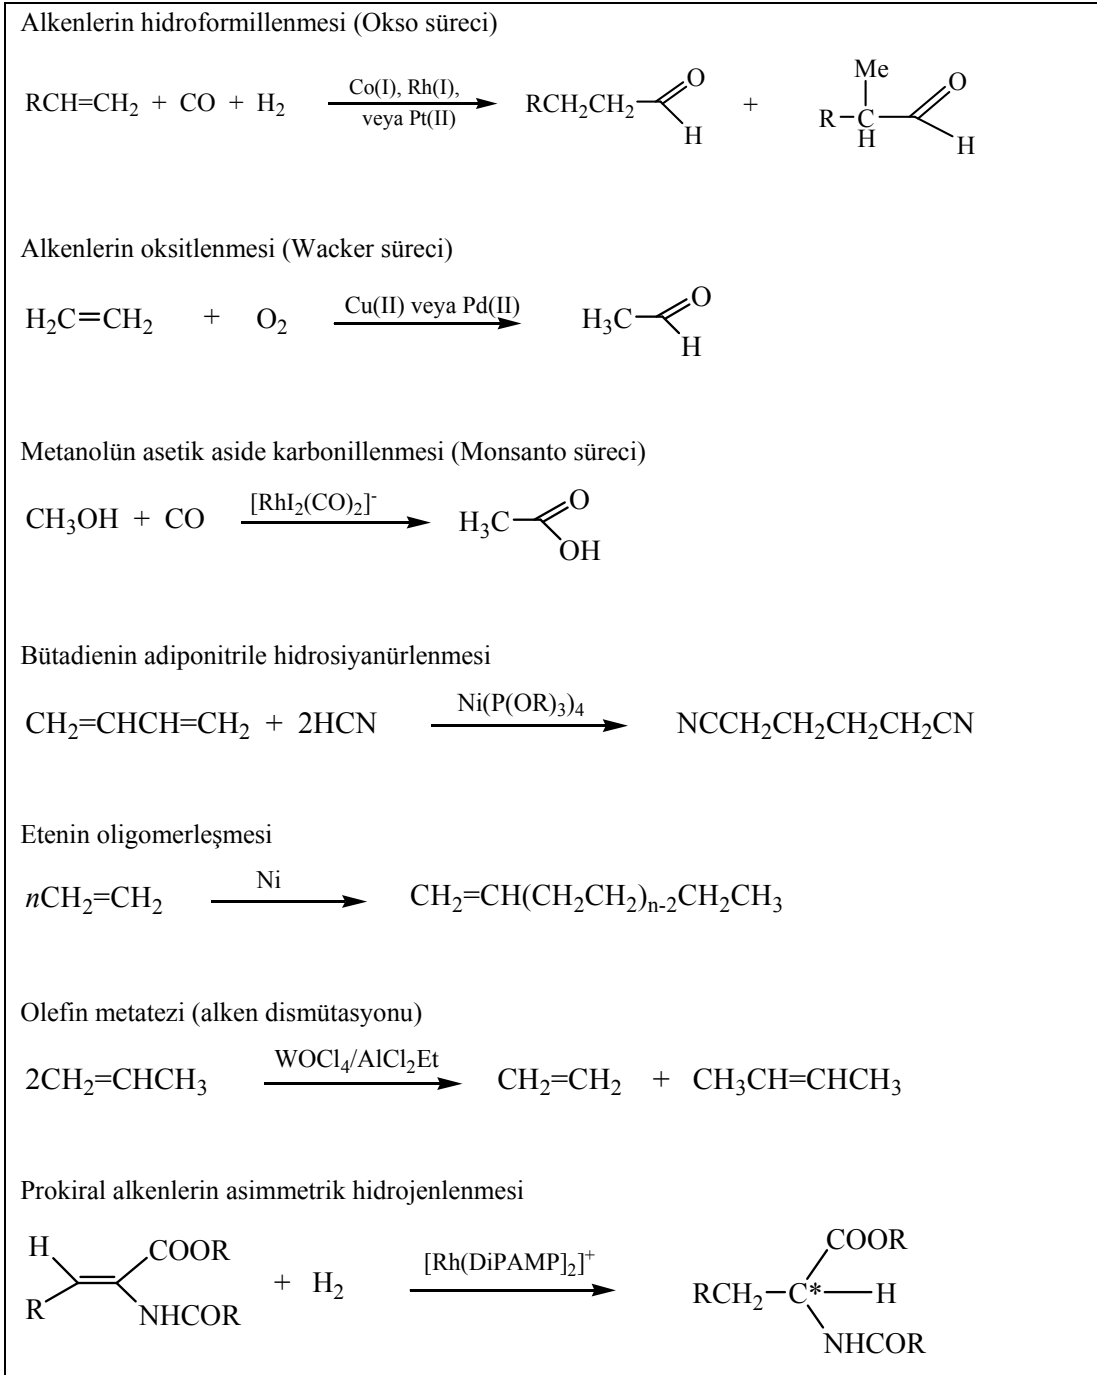 Alkenlerin hidroformillenmesi (Okso süreci)
RCH=CH₂ + CO + H₂ Co(I), Rh(I), veya Pt(II) RCH₂CH₂ O H + Me R C H O H
Alkenlerin oksitlenmesi (Wacker süreci)
H₂C=CH₂ + O₂ Cu(II) veya Pd(II) H₃C O H
Metanolün asetik aside karbonillenmesi (Monsanto süreci)
CH₃OH + CO [RhI₂(CO)₂]⁻ H₃C O OH
Bütadienin adiponitrile hidrosiyanürlenmesi
CH₂=CHCH=CH₂ + 2HCN Ni(P(OR)₃)₄ NCCH₂CH₂CH₂CH₂CN
Etenin oligomerleşmesi
nCH₂=CH₂ Ni CH₂=CH(CH₂CH₂)ₙ₋₂CH₂CH₃
Olefin metatezi (alken dismütasyonu)
2CH₂=CHCH₃ WOCl₄/AlCl₂Et CH₂=CH₂ + CH₃CH=CHCH₃
Prokiral alkenlerin asimmetrik hidrojenlenmesi
H R COOR NHCOR + H₂ [Rh(DiPAMP]₂]⁺ RCH₂ C* H COOR NHCOR